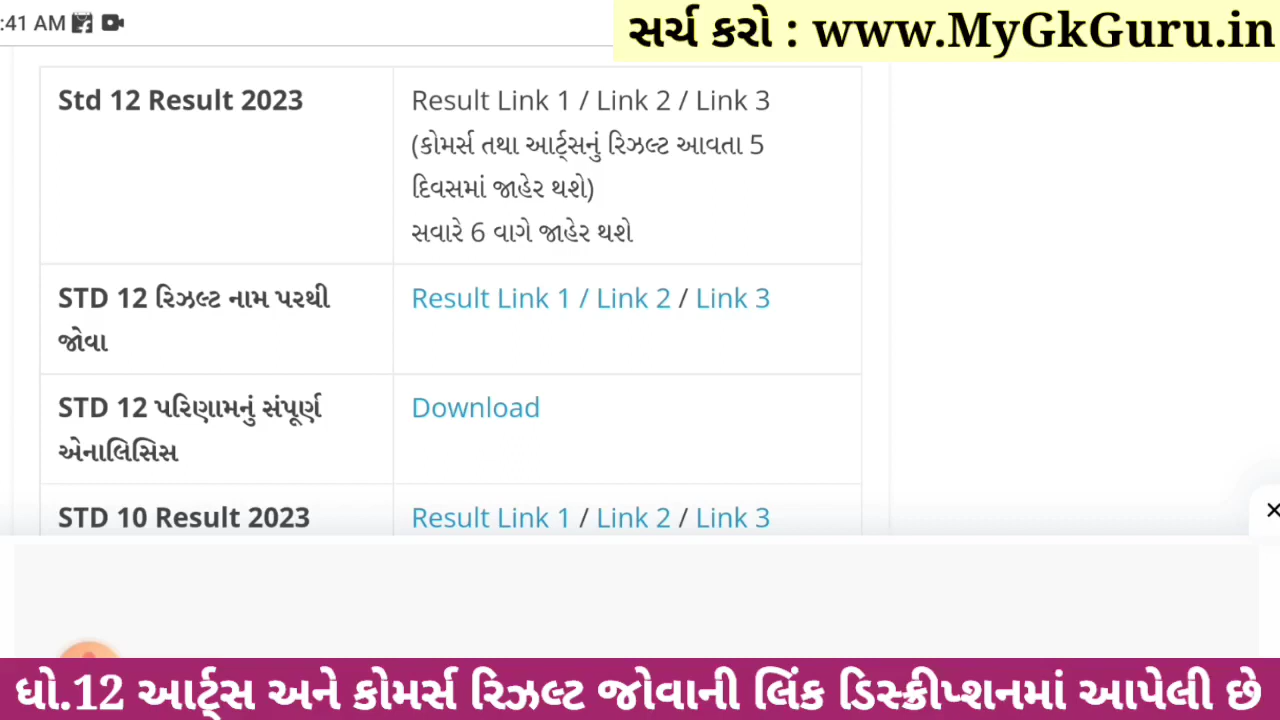 :41 AM
સર્ચ કરો : www.MyGkGuru.in
Std 12 Result 2023
Result Link 1 / Link 2 / Link 3
(કોમર્સ તથા આર્ટ્સનું રિઝલ્ટ આવતા 5
દિવસમાં જાહેર થશે)
સવારે 6 વાગે જાહેર થશે
STD 12 રિઝલ્ટ નામ પરથી
જોવા
Result Link 1 / Link 2 / Link 3
STD 12 પરિણામનું સંપૂર્ણ
એનાલિસિસ
Download
STD 10 Result 2023
Result Link 1 / Link 2 / Link 3
ધો.12 આર્ટ્સ અને કોમર્સ રિઝલ્ટ જોવાની લિંક ડિસ્ક્રીપ્શનમાં આપેલી છે